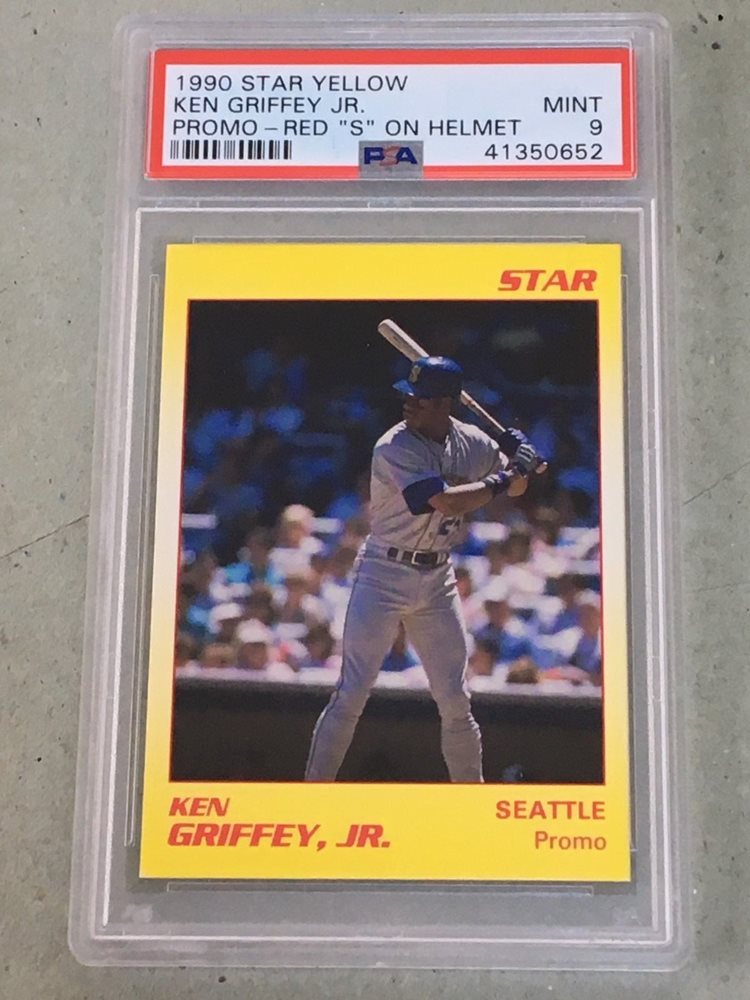 1990 STAR YELLOW
KEN GRIFFEY JR. MINT
PROMO – RED "S" ON HELMET 9
PSA 41350652
STAR
KEN SEATTLE
GRIFFEY, JR. Promo